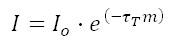 I = I_o · e^{(-τ_T m)}